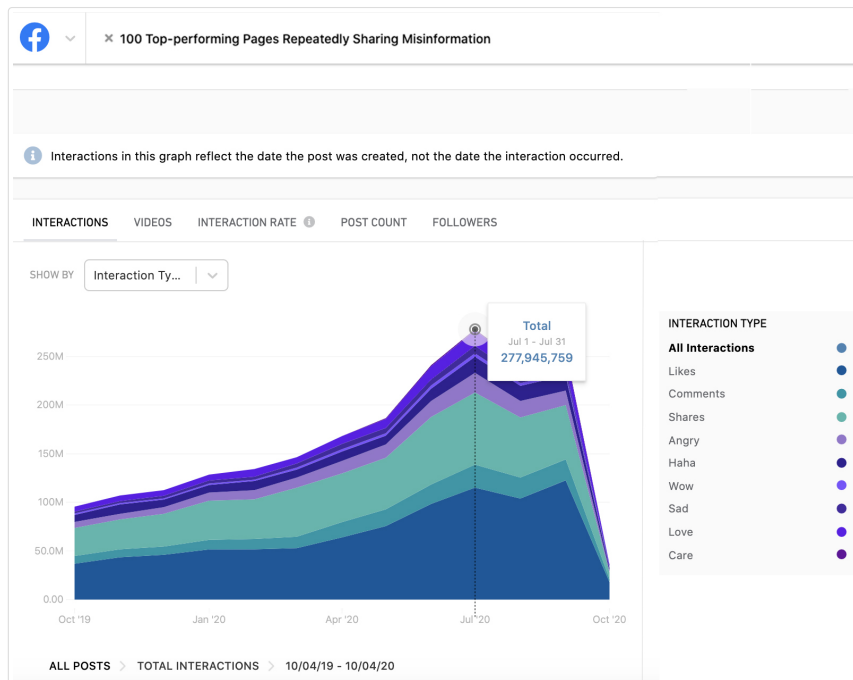 100 Top-performing Pages Repeatedly Sharing Misinformation
Interactions in this graph reflect the date the post was created, not the date the interaction occurred.
INTERACTIONS VIDEOS INTERACTION RATE POST COUNT FOLLOWERS
SHOW BY Interaction Ty...
Total
Jul 1 - Jul 31
277,945,759
250M
200M
150M
100M
50.0M
0.00
Oct '19 Jan '20 Apr '20 Jul '20 Oct '20
INTERACTION TYPE
All Interactions
Likes
Comments
Shares
Angry
Haha
Wow
Sad
Love
Care
ALL POSTS TOTAL INTERACTIONS 10/04/19 - 10/04/20